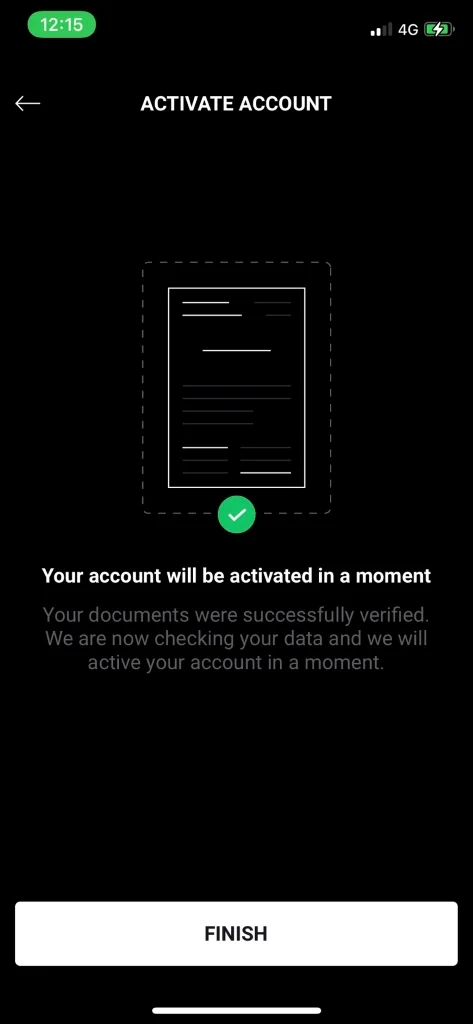 12:15
4G
ACTIVATE ACCOUNT
Your account will be activated in a moment
Your documents were successfully verified.
We are now checking your data and we will
active your account in a moment.
FINISH